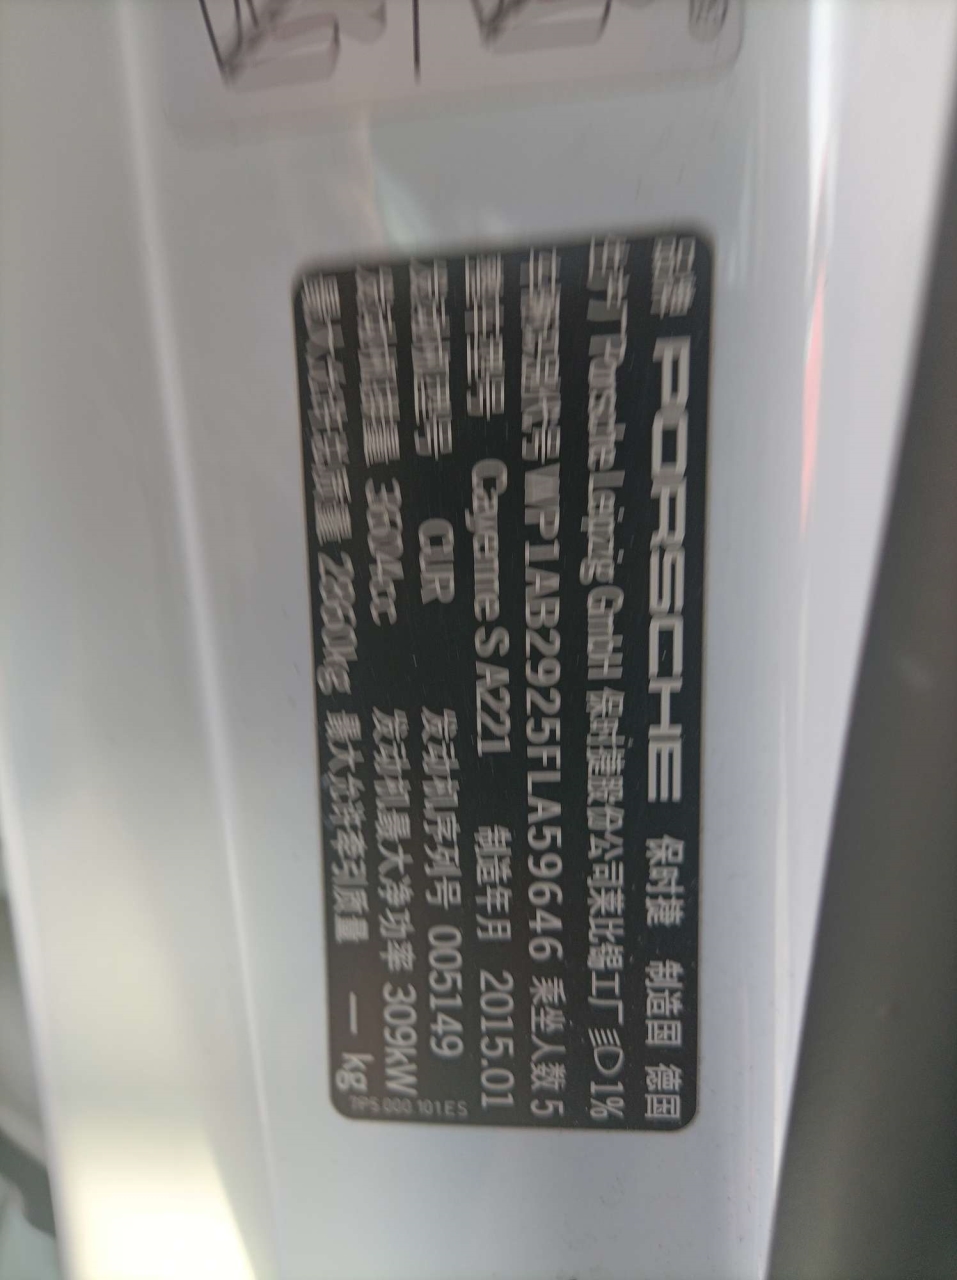 品牌 PORSCHE 保时捷 制造国 德国
生产厂 Porsche Leipzig GmbH 保时捷股份公司莱比锡工厂 1%
车辆识别代号 WP1AB2925FLA59646 乘坐人数 5
整车型号 Cayenne S A221 制造年月 2015.01
发动机型号 CUR 发动机序列号 005149
发动机排量 3604cc 发动机最大净功率 309kW
最大允许总质量 2860kg 最大允许牵引质量 — kg
7P5 000 101 ES